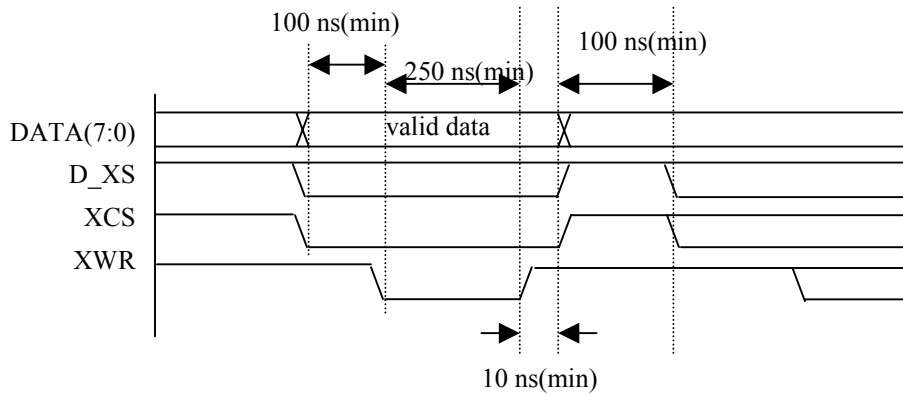 100 ns(min)
100 ns(min)
250 ns(min)
DATA(7:0)
valid data
D_XS
XCS
XWR
10 ns(min)